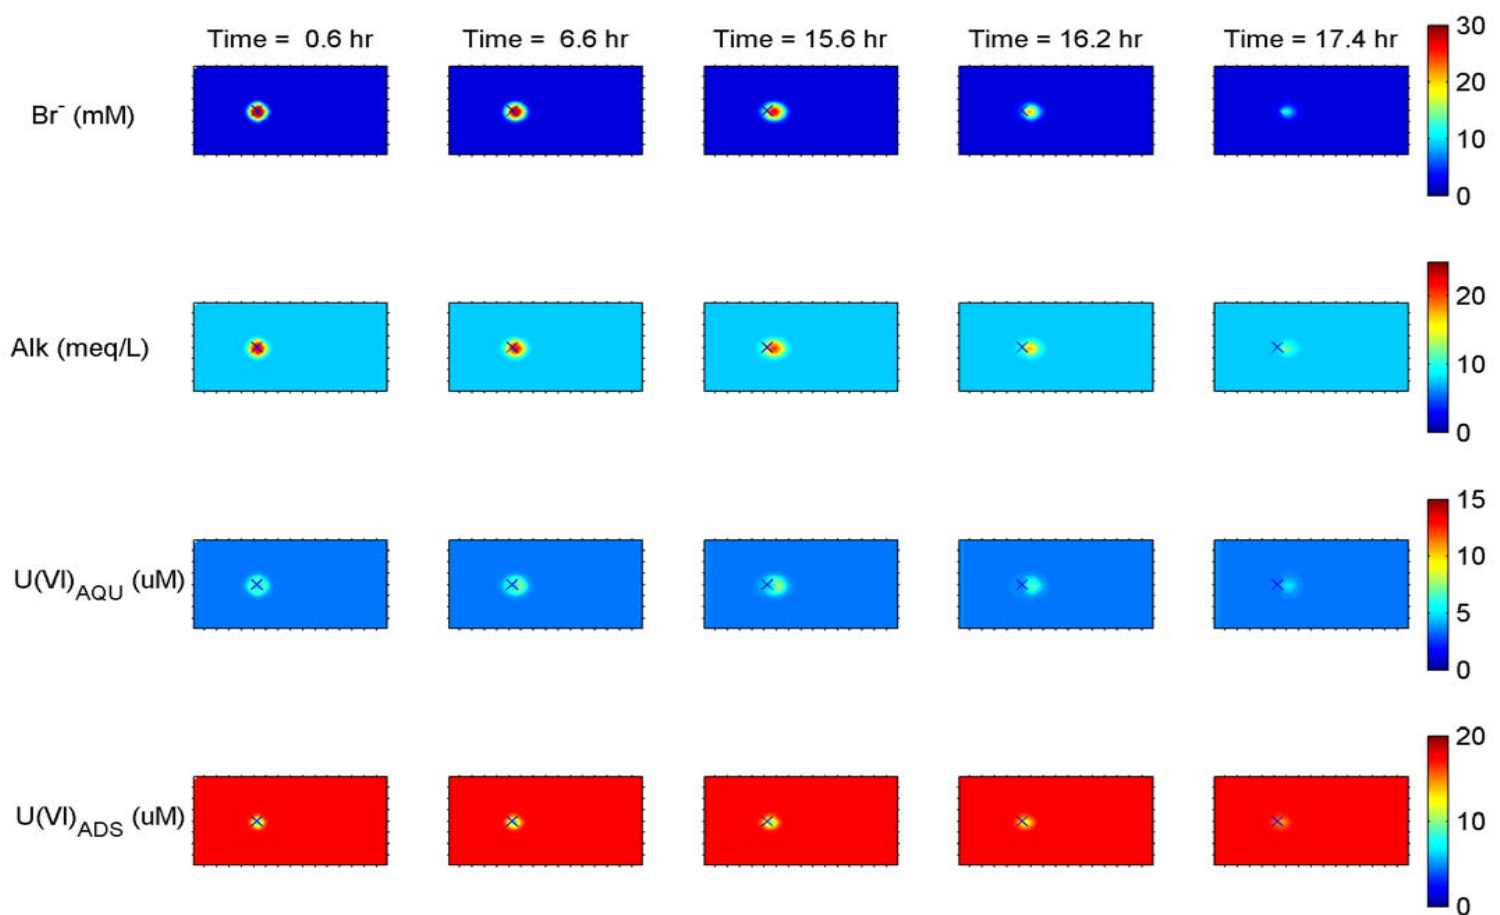 Time = 0.6 hr
Time = 6.6 hr
Time = 15.6 hr
Time = 16.2 hr
Time = 17.4 hr
Br⁻ (mM)
30
20
10
0
Alk (meq/L)
20
10
0
U(VI)AQU (uM)
15
10
5
0
U(VI)ADS (uM)
20
10
0